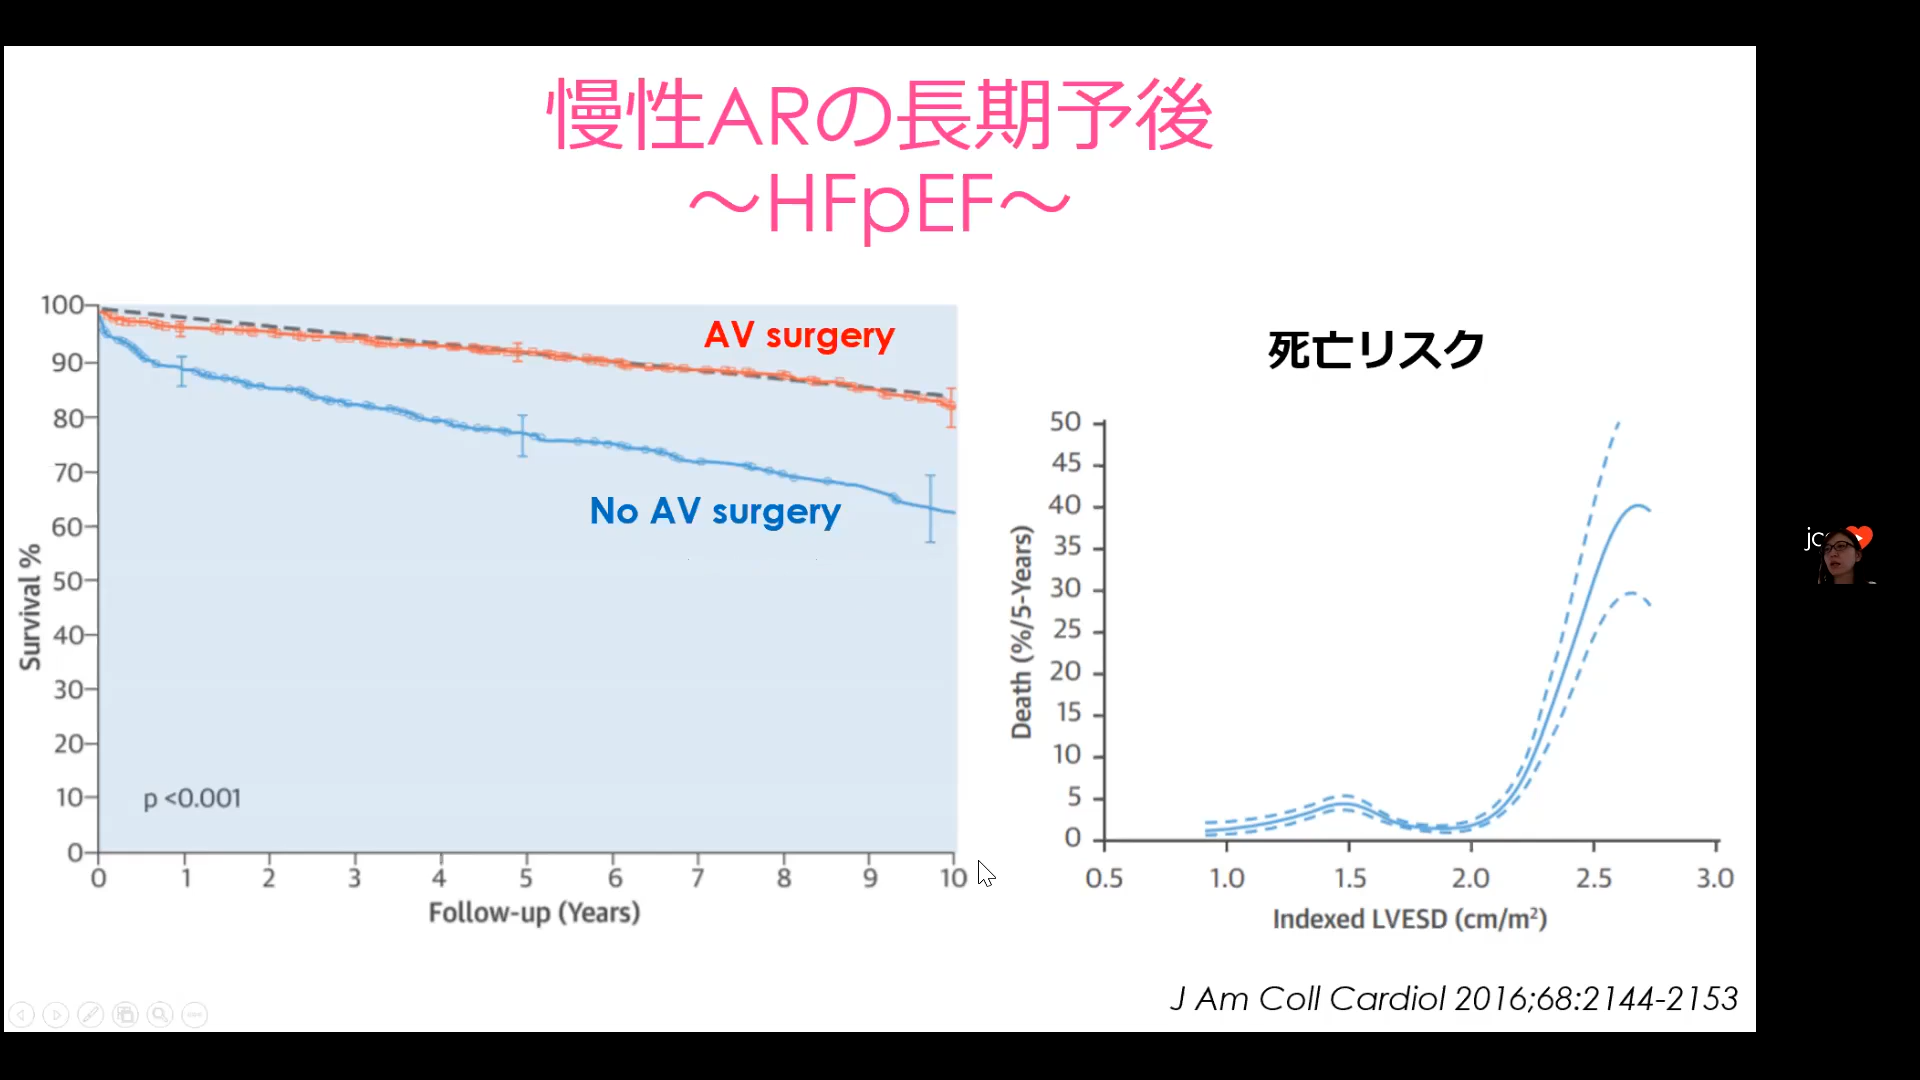 慢性ARの長期予後
～HFpEF～
100
90
80
70
60
50
40
30
20
10
0
Survival %
AV surgery
No AV surgery
p <0.001
0 1 2 3 4 5 6 7 8 9 10
Follow-up (Years)
死亡リスク
50
45
40
35
30
25
20
15
10
5
0
Death (%/5-Years)
0.5 1.0 1.5 2.0 2.5 3.0
Indexed LVESD (cm/m²)
J Am Coll Cardiol 2016;68:2144-2153